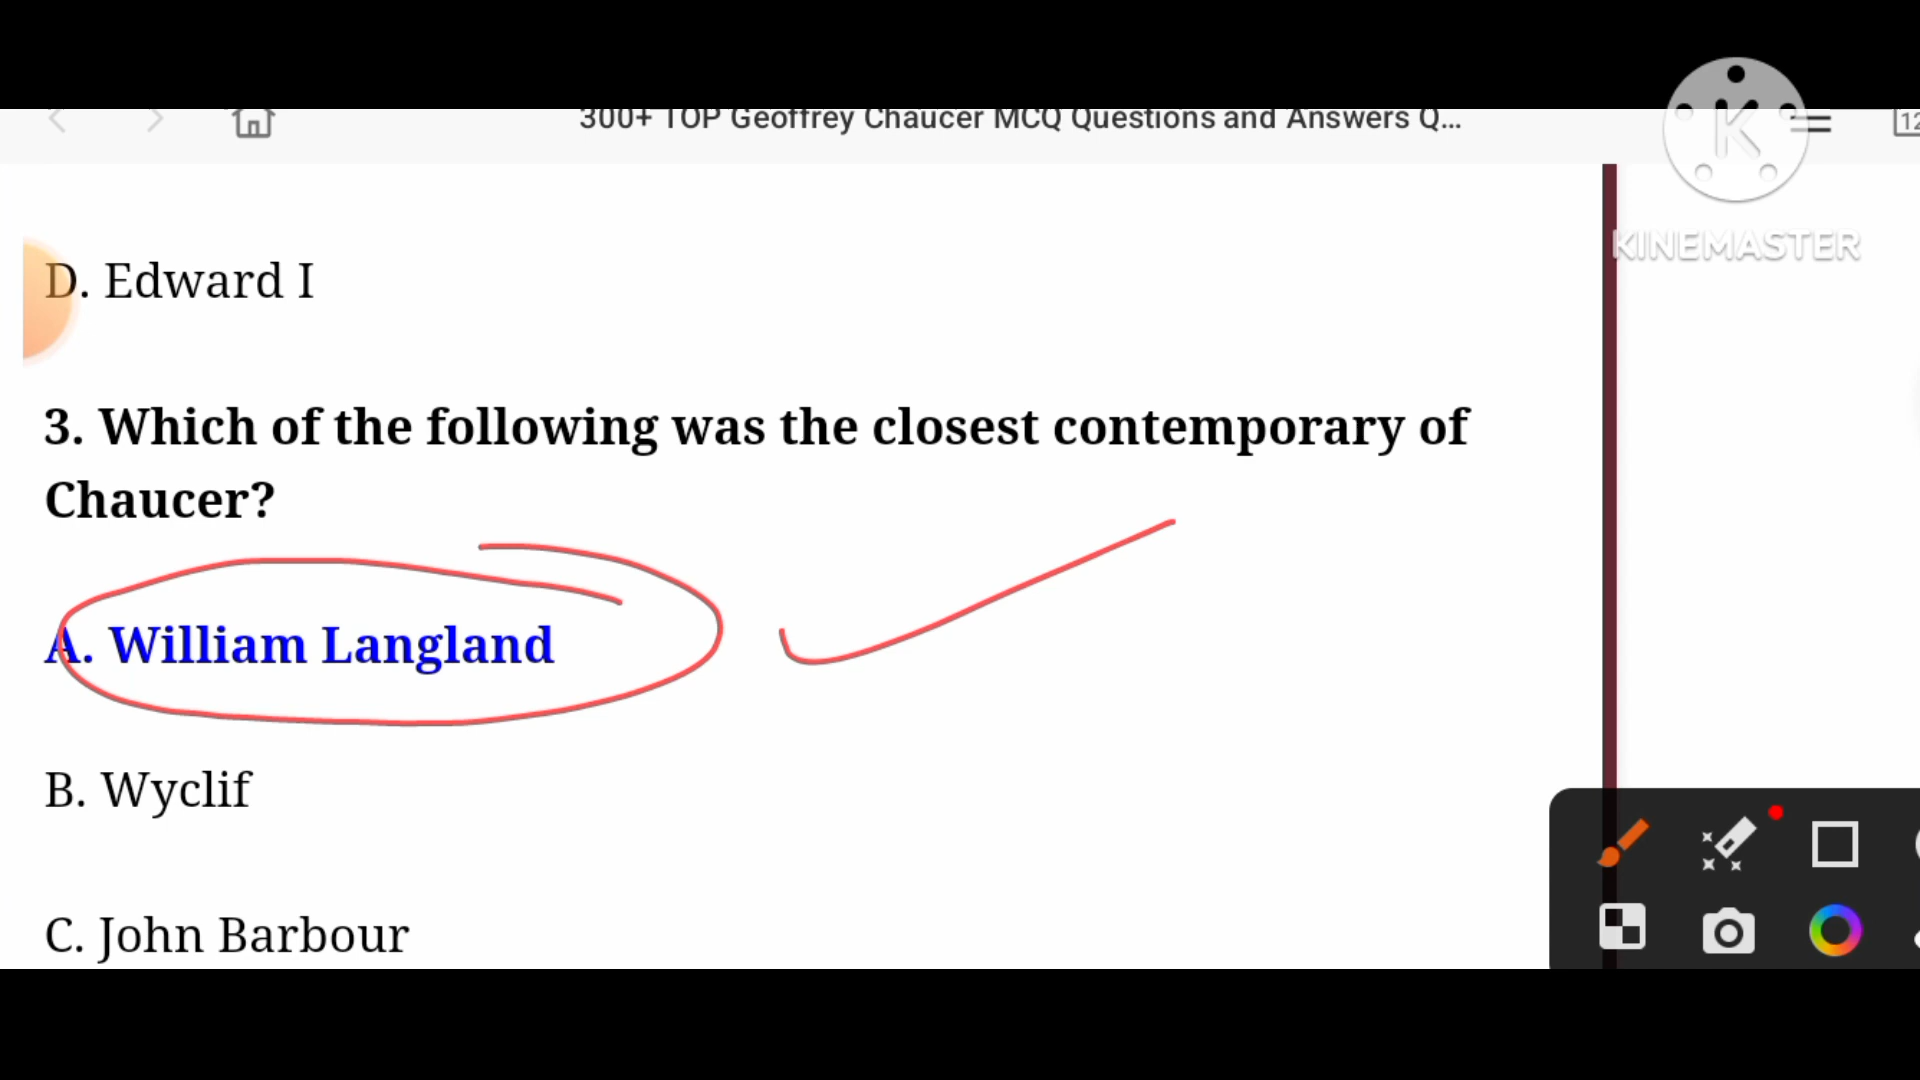 300+ TOP Geoffrey Chaucer MCQ Questions and Answers Q...
12
K
KINEMASTER
D. Edward I
3. Which of the following was the closest contemporary of
Chaucer?
A. William Langland
B. Wyclif
C. John Barbour